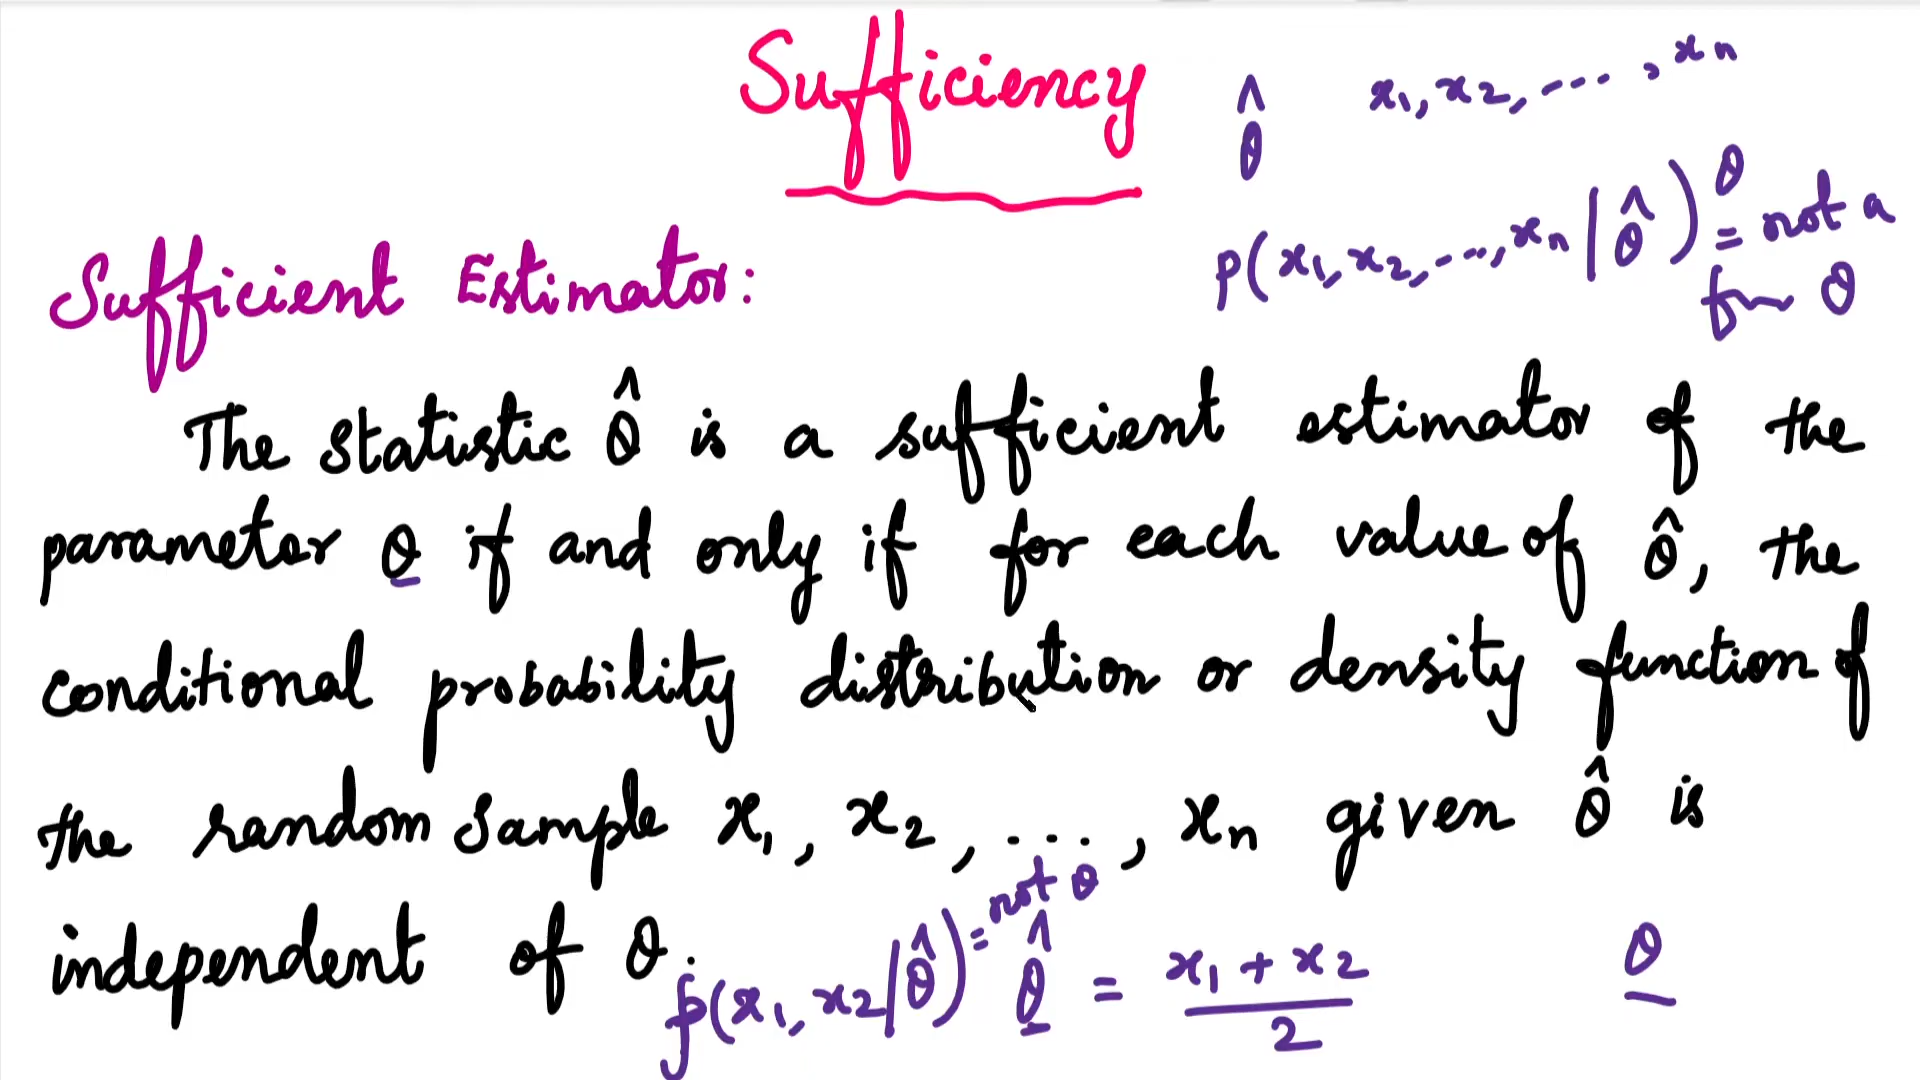 Sufficiency
θ̂ x₁, x₂, ..., xₙ
θ
p(x₁, x₂, ..., xₙ | θ̂) = not a
fn θ
Sufficient Estimator:
The statistic θ̂ is a sufficient estimator of the
parameter θ if and only if for each value of θ̂, the
conditional probability distribution or density function of
the random sample x₁, x₂, ..., xₙ given θ̂ is
independent of θ.
p(x₁, x₂ | θ̂) = not θ
θ̂ = (x₁ + x₂)/2 θ